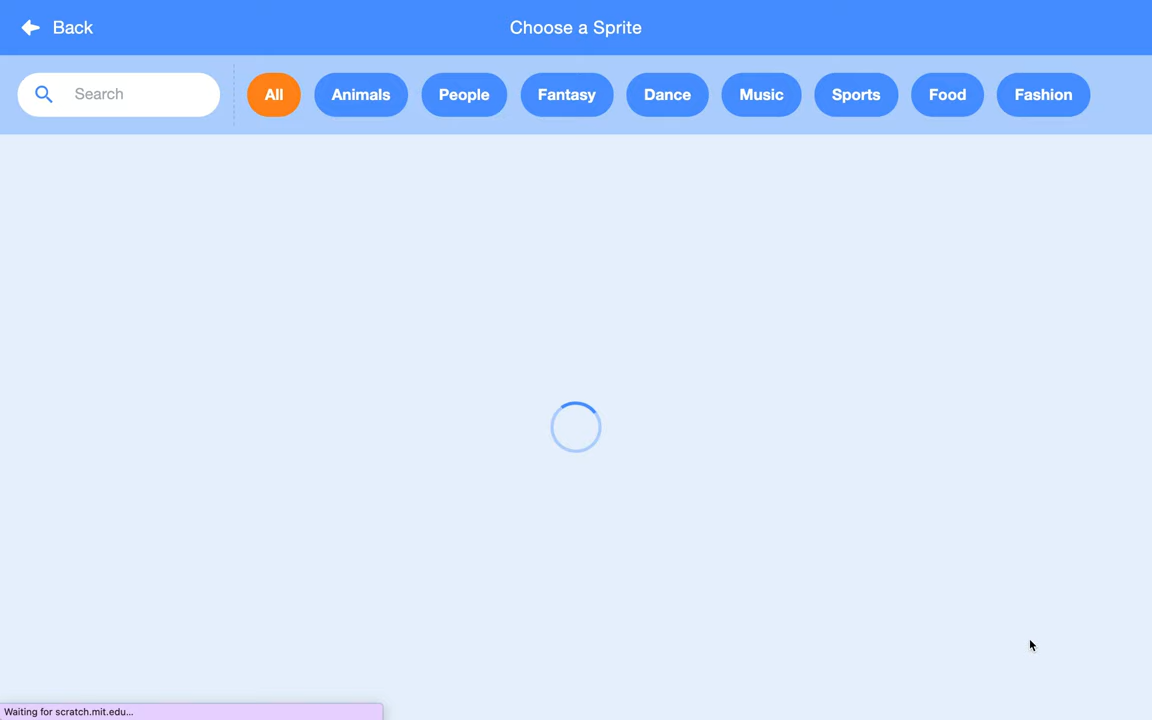 Back
Choose a Sprite
Search
All
Animals
People
Fantasy
Dance
Music
Sports
Food
Fashion
Waiting for scratch.mit.edu...